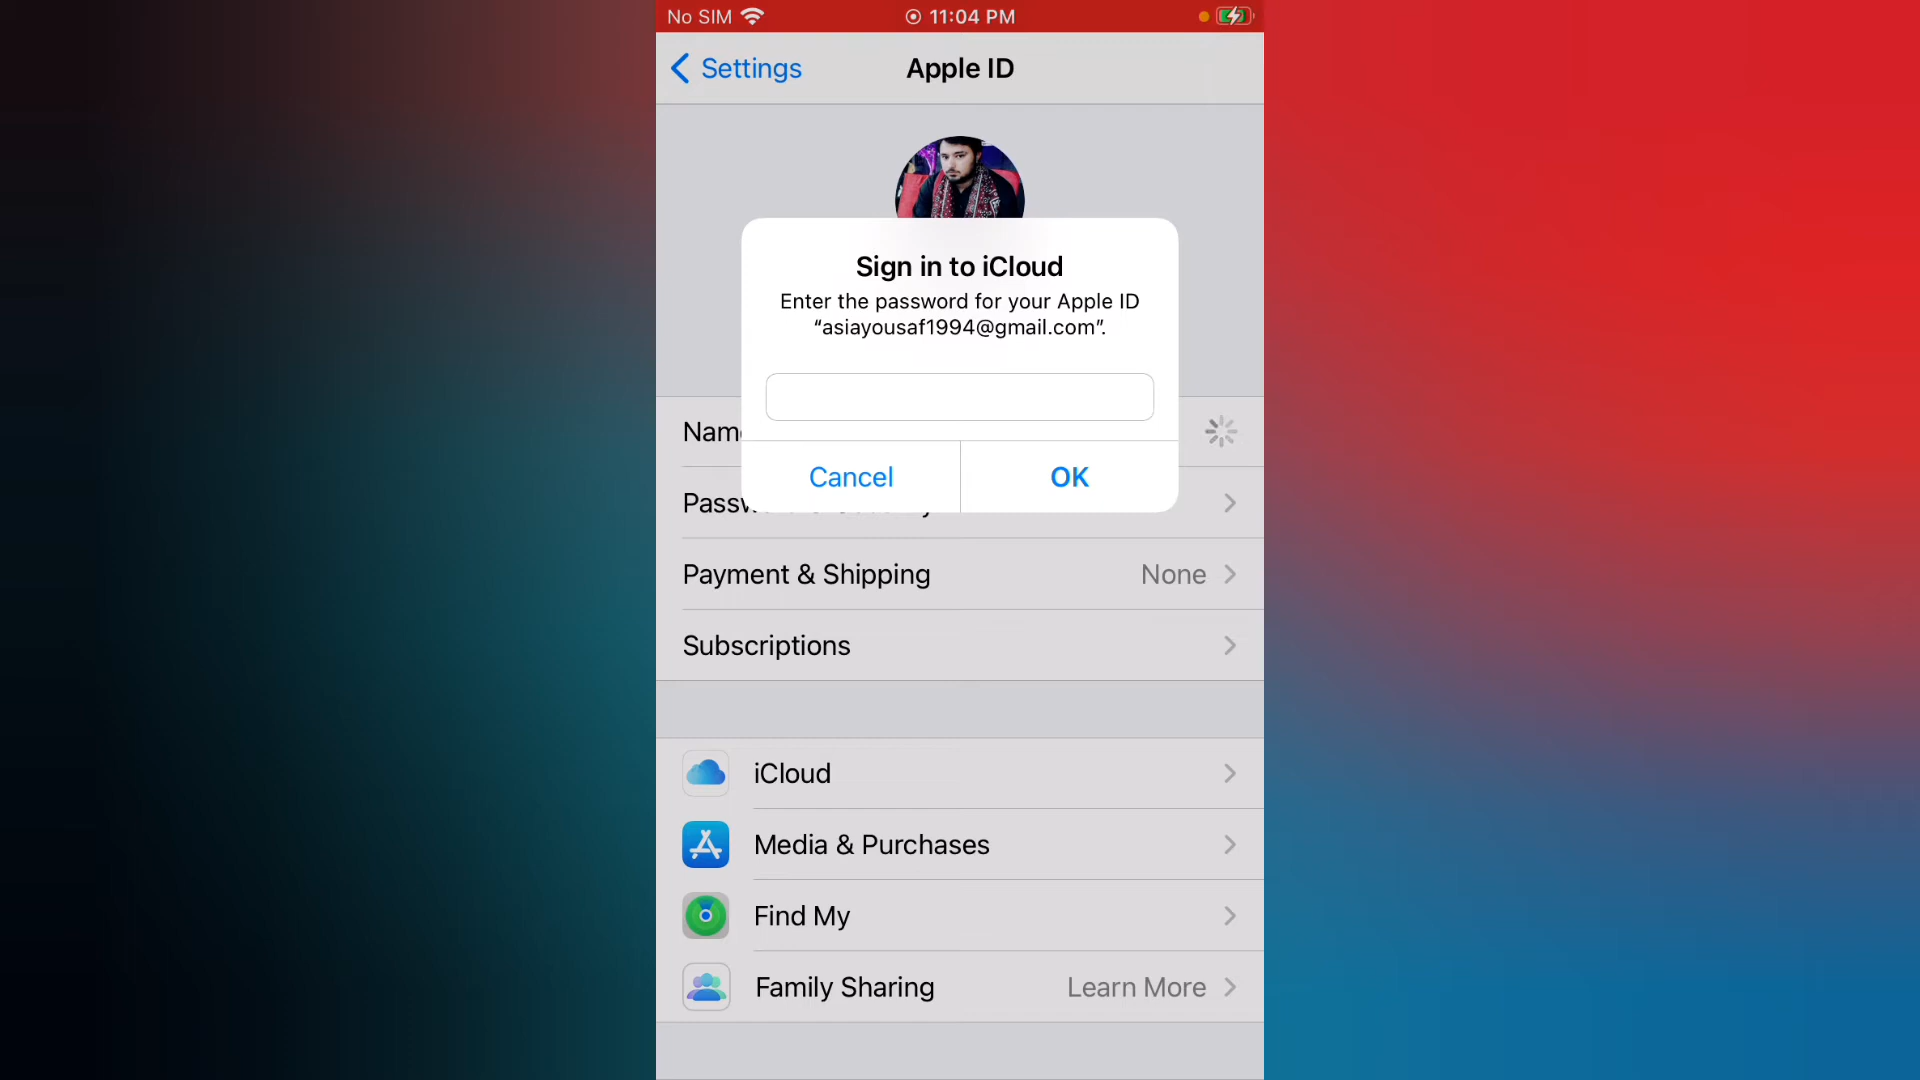 No SIM 11:04 PM
Settings Apple ID
Sign in to iCloud
Enter the password for your Apple ID
“asiayousaf1994@gmail.com”.
Cancel OK
Payment & Shipping None
Subscriptions
iCloud
Media & Purchases
Find My
Family Sharing Learn More